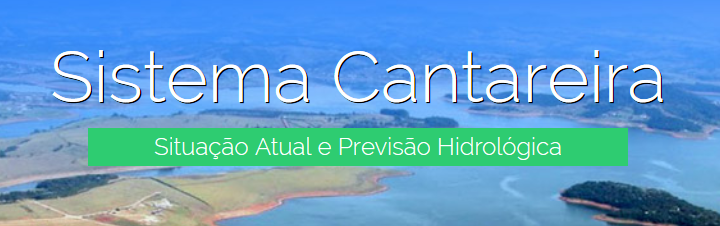 Sistema Cantareira
Situação Atual e Previsão Hidrológica